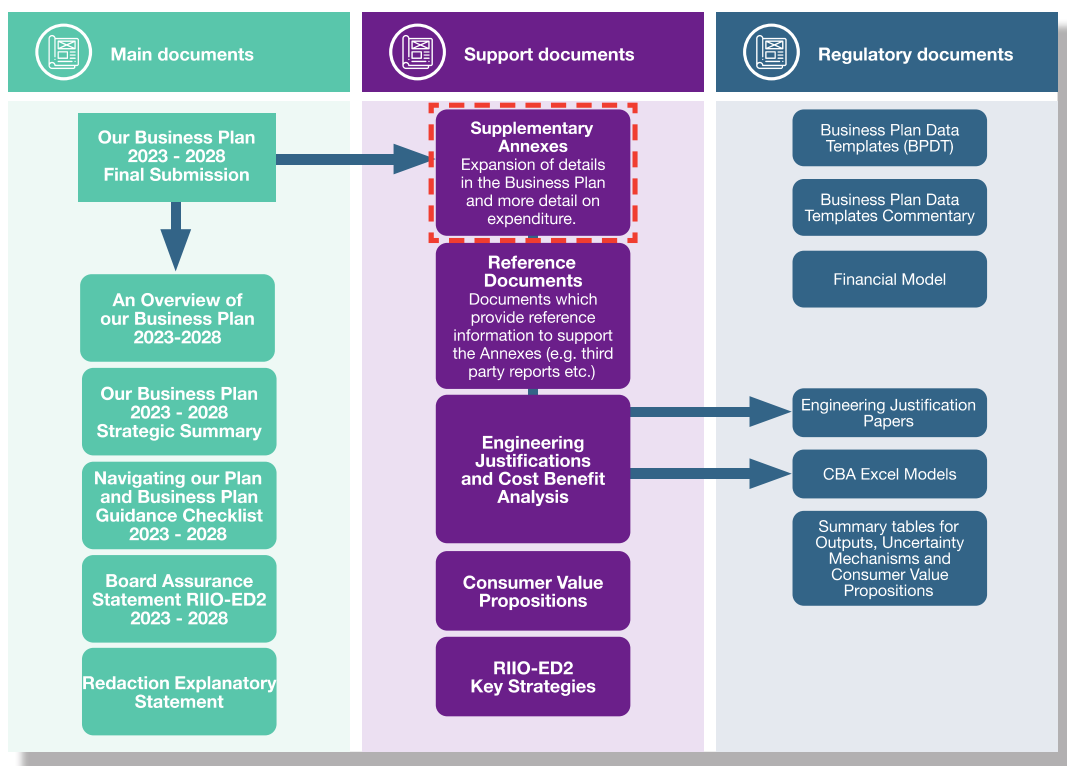 Main documents
Our Business Plan
2023 - 2028
Final Submission
An Overview of
our Business Plan
2023-2028
Our Business Plan
2023 - 2028
Strategic Summary
Navigating our Plan
and Business Plan
Guidance Checklist
2023 - 2028
Board Assurance
Statement RIIO-ED2
2023 - 2028
Redaction Explanatory
Statement
Support documents
Supplementary
Annexes
Expansion of details
in the Business Plan
and more detail on
expenditure.
Reference
Documents
Documents which
provide reference
information to support
the Annexes (e.g. third
party reports etc.)
Engineering
Justifications
and Cost Benefit
Analysis
Consumer Value
Propositions
RIIO-ED2
Key Strategies
Regulatory documents
Business Plan Data
Templates (BPDT)
Business Plan Data
Templates Commentary
Financial Model
Engineering Justification
Papers
CBA Excel Models
Summary tables for
Outputs, Uncertainty
Mechanisms and
Consumer Value
Propositions